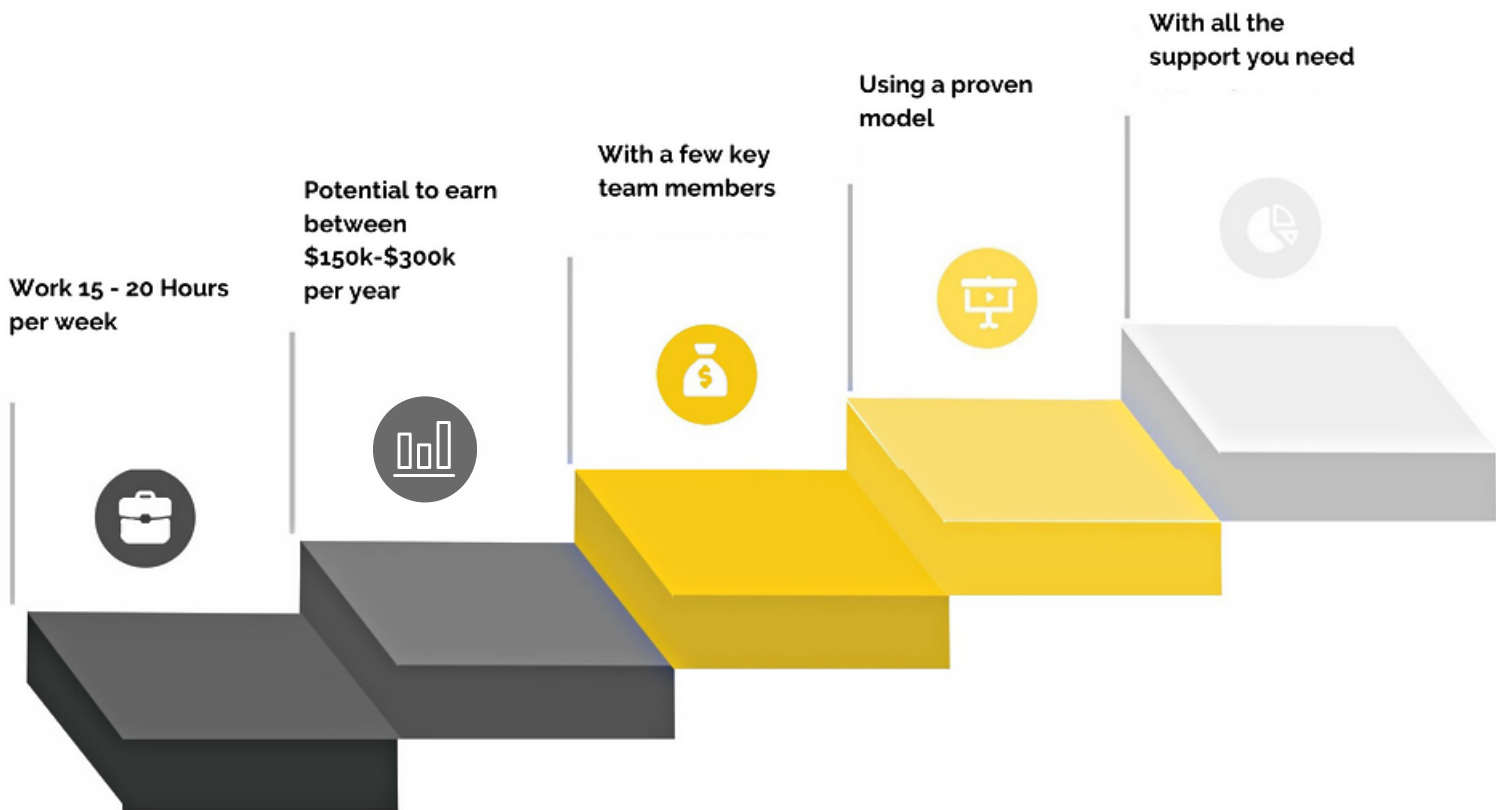 Work 15 - 20 Hours
per week
Potential to earn
between
$150k-$300k
per year
With a few key
team members
Using a proven
model
With all the
support you need
$